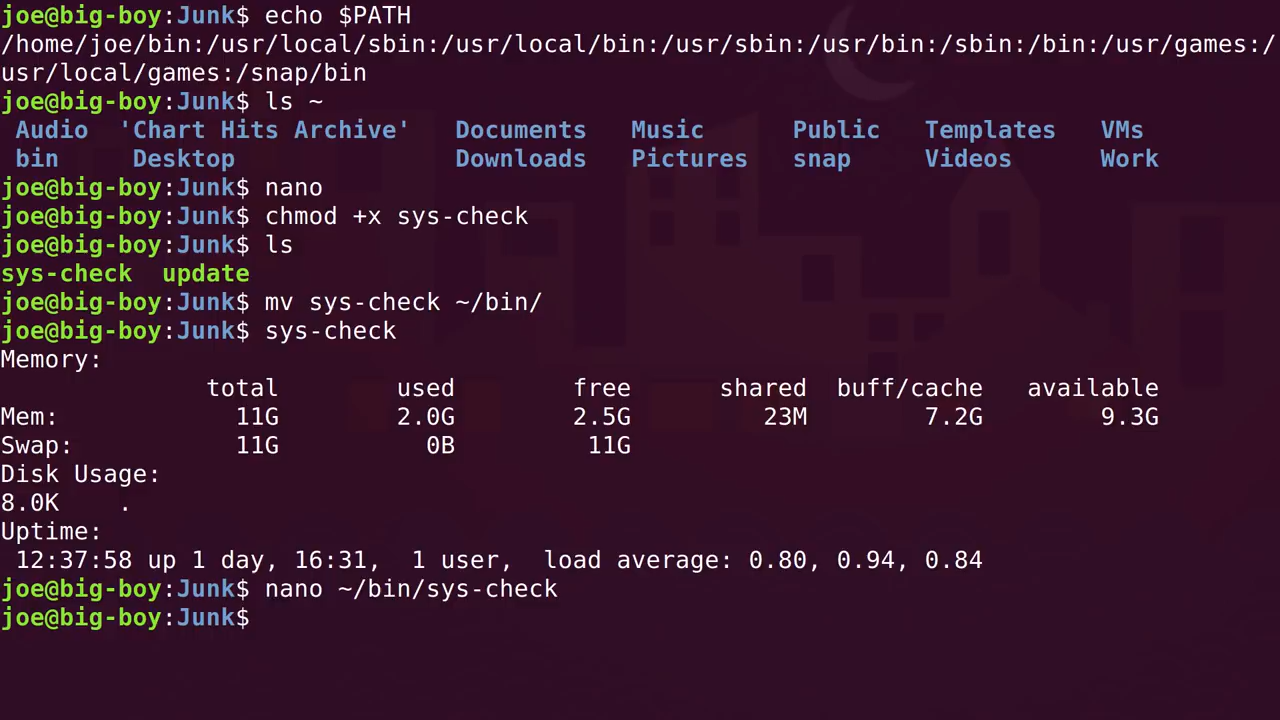 joe@big-boy:Junk$ echo $PATH
/home/joe/bin:/usr/local/sbin:/usr/local/bin:/usr/sbin:/usr/bin:/sbin:/bin:/usr/games:/
usr/local/games:/snap/bin
joe@big-boy:Junk$ ls ~
 Audio  'Chart Hits Archive'   Documents   Music      Public   Templates   VMs
 bin     Desktop               Downloads   Pictures   snap     Videos      Work
joe@big-boy:Junk$ nano
joe@big-boy:Junk$ chmod +x sys-check
joe@big-boy:Junk$ ls
sys-check  update
joe@big-boy:Junk$ mv sys-check ~/bin/
joe@big-boy:Junk$ sys-check
Memory:
              total        used        free      shared  buff/cache   available
Mem:            11G        2.0G        2.5G         23M        7.2G        9.3G
Swap:           11G          0B         11G
Disk Usage:
8.0K    .
Uptime:
 12:37:58 up 1 day, 16:31,  1 user,  load average: 0.80, 0.94, 0.84
joe@big-boy:Junk$ nano ~/bin/sys-check
joe@big-boy:Junk$